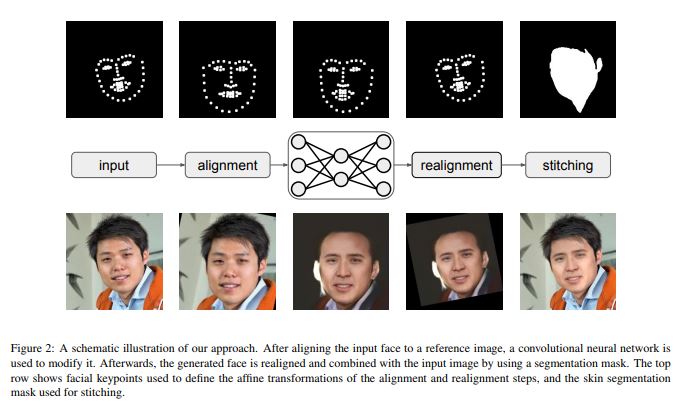 input
alignment
realignment
stitching
Figure 2: A schematic illustration of our approach. After aligning the input face to a reference image, a convolutional neural network is
used to modify it. Afterwards, the generated face is realigned and combined with the input image by using a segmentation mask. The top
row shows facial keypoints used to define the affine transformations of the alignment and realignment steps, and the skin segmentation
mask used for stitching.